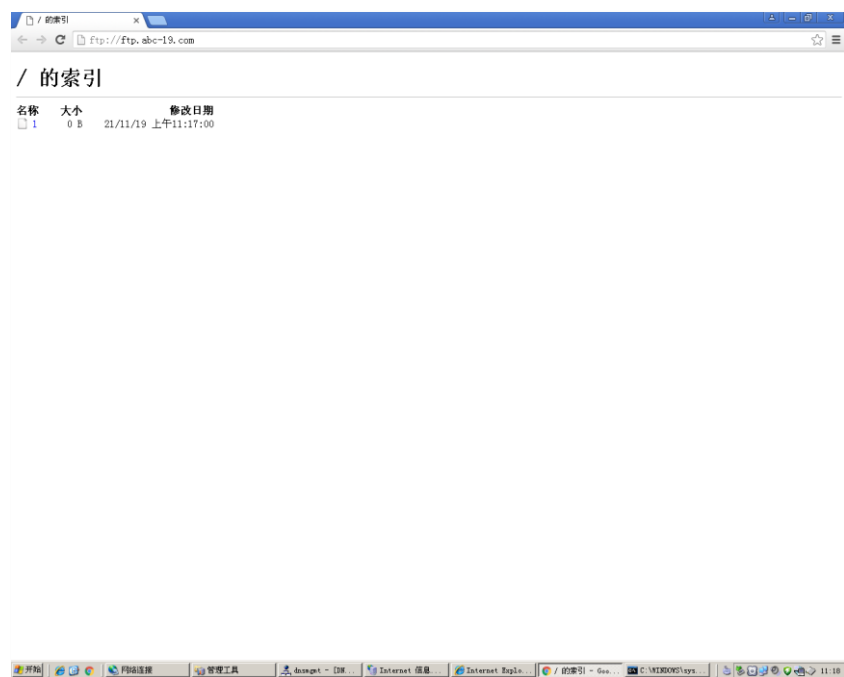 / 的索引
ftp://ftp.abc-19.com
/ 的索引
名称 大小 修改日期
1 0 B 21/11/19 上午11:17:00
开始 网络连接 管理工具 dnsmgmt - [DN... Internet 信息... Internet Explo... / 的索引 - Goo... C:\WINDOWS\sys... 11:18